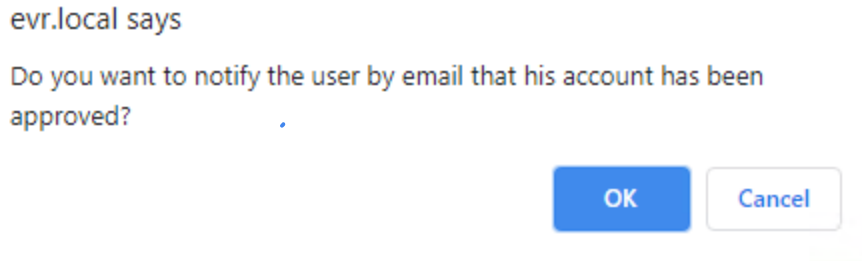 evr.local says
Do you want to notify the user by email that his account has been
approved?
OK
Cancel